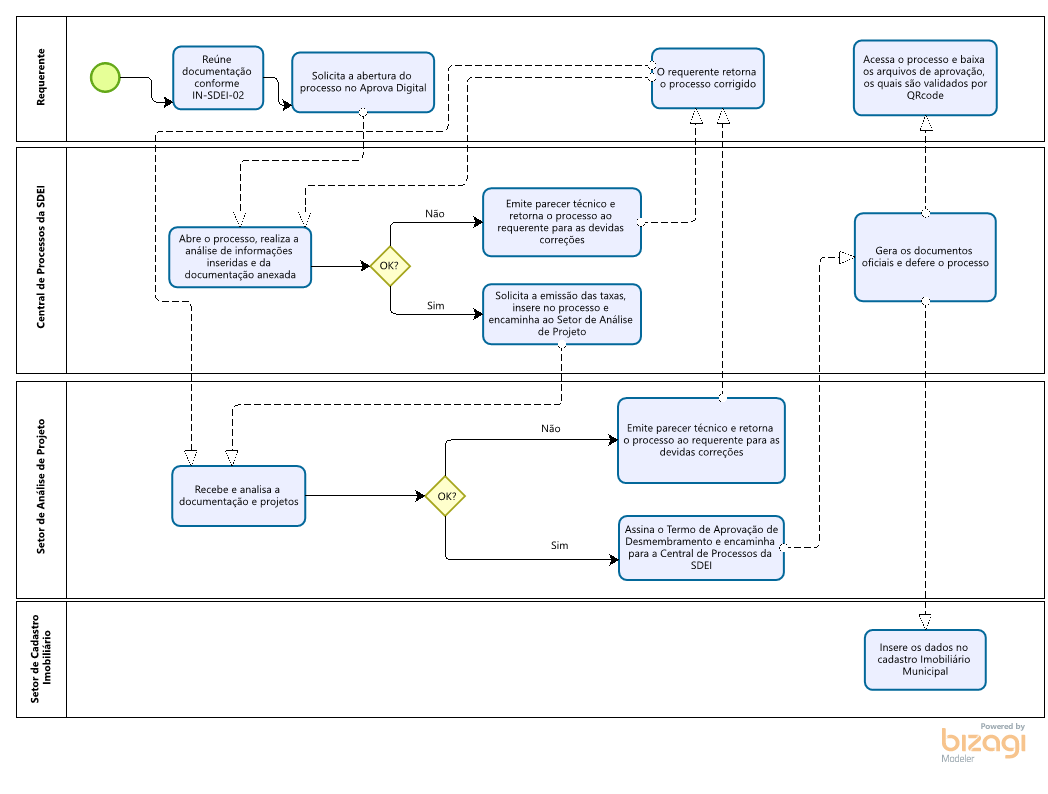 Requerente
Reúne
documentação
conforme
IN-SDEI-02
Solicita a abertura do
processo no Aprova Digital
O requerente retorna
o processo corrigido
Acessa o processo e baixa
os arquivos de aprovação,
os quais são validados por
QRcode
Central de Processos da SDEI
Abre o processo, realiza a
análise de informações
inseridas e da
documentação anexada
OK?
Não
Emite parecer técnico e
retorna o processo ao
requerente para as devidas
correções
Sim
Solicita a emissão das taxas,
insere no processo e
encaminha ao Setor de Análise
de Projeto
Gera os documentos
oficiais e defere o processo
Setor de Análise de Projeto
Recebe e analisa a
documentação e projetos
OK?
Não
Emite parecer técnico e retorna
o processo ao requerente para as
devidas correções
Sim
Assina o Termo de Aprovação de
Desmembramento e encaminha
para a Central de Processos da
SDEI
Setor de Cadastro
Imobiliário
Insere os dados no
cadastro Imobiliário
Municipal
Powered by
bizagi
Modeler